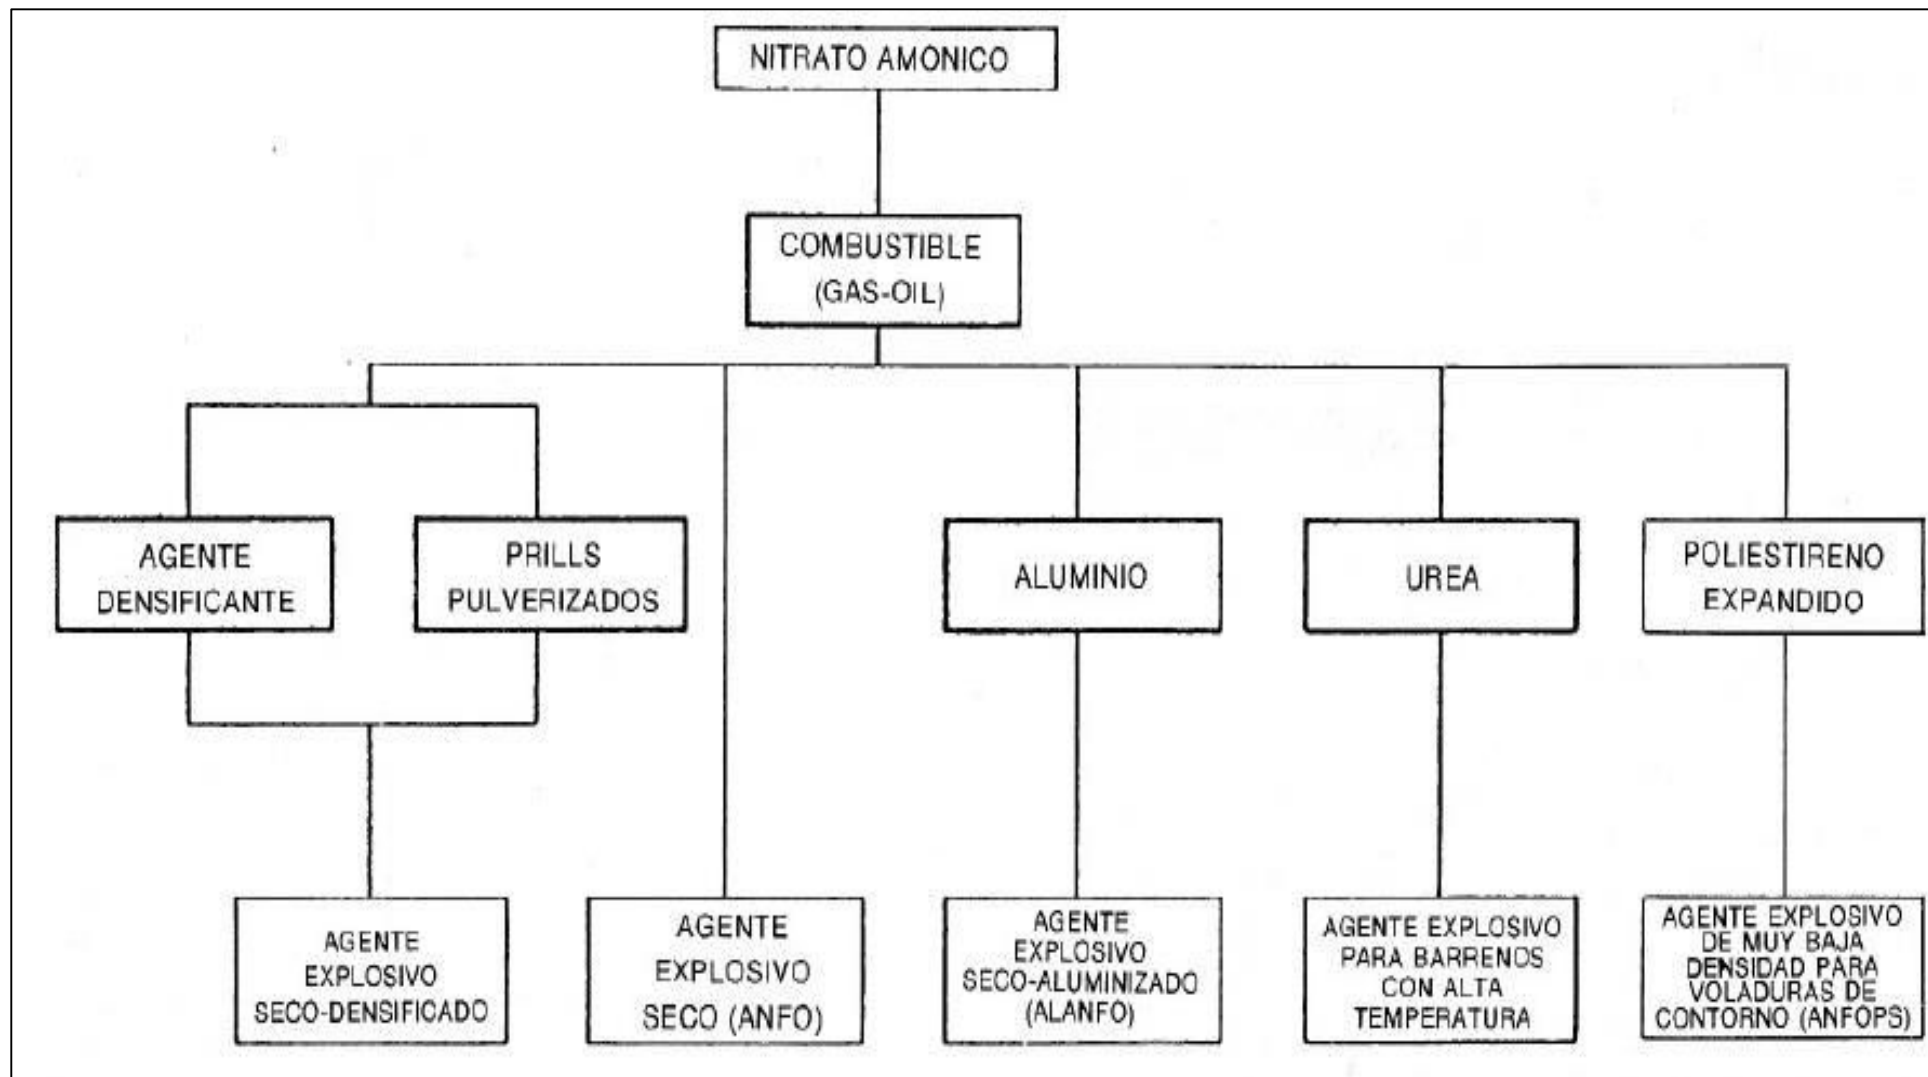 NITRATO AMONICO
COMBUSTIBLE
(GAS-OIL)
AGENTE
DENSIFICANTE
PRILLS
PULVERIZADOS
ALUMINIO
UREA
POLIESTIRENO
EXPANDIDO
AGENTE
EXPLOSIVO
SECO-DENSIFICADO
AGENTE
EXPLOSIVO
SECO (ANFO)
AGENTE
EXPLOSIVO
SECO-ALUMINIZADO
(ALANFO)
AGENTE EXPLOSIVO
PARA BARRENOS
CON ALTA
TEMPERATURA
AGENTE EXPLOSIVO
DE MUY BAJA
DENSIDAD PARA
VOLADURAS DE
CONTORNO (ANFOPS)